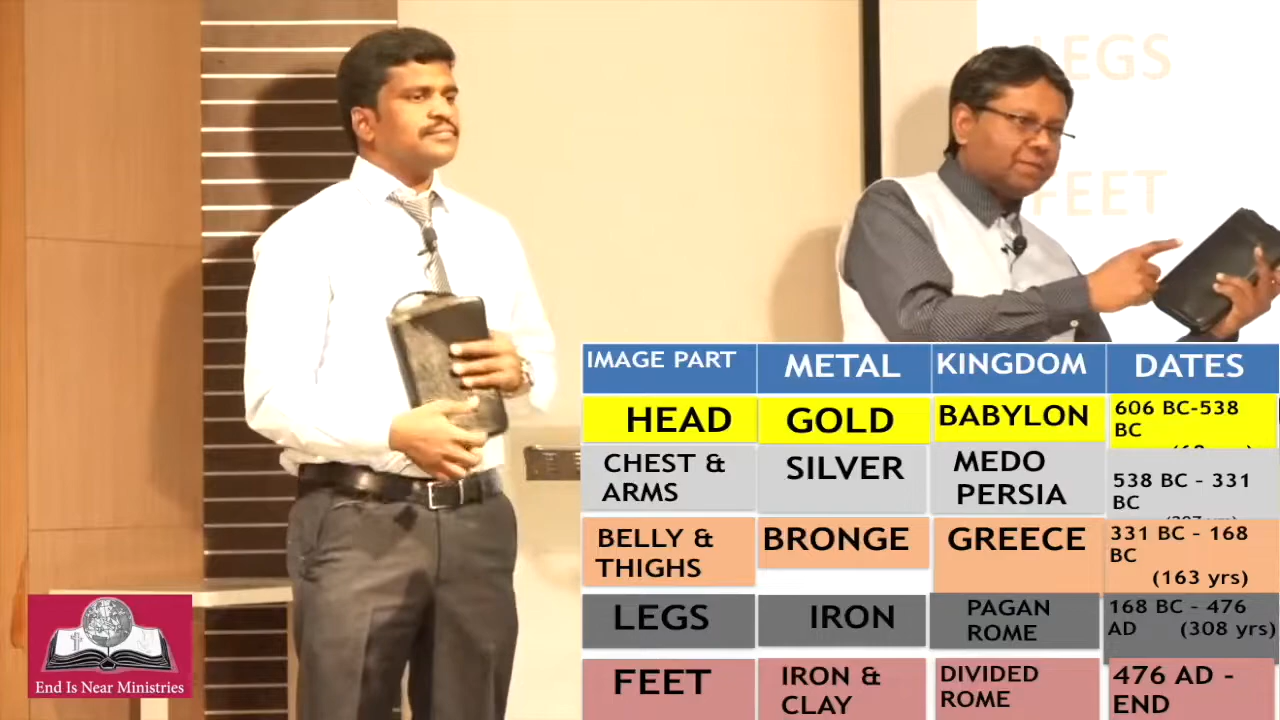 LEGS
FEET
IMAGE PART METAL KINGDOM DATES
HEAD GOLD BABYLON 606 BC-538 BC
CHEST & ARMS SILVER MEDO PERSIA 538 BC - 331 BC
BELLY & THIGHS BRONGE GREECE 331 BC - 168 BC (163 yrs)
LEGS IRON PAGAN ROME 168 BC - 476 AD (308 yrs)
FEET IRON & CLAY DIVIDED ROME 476 AD - END
End Is Near Ministries